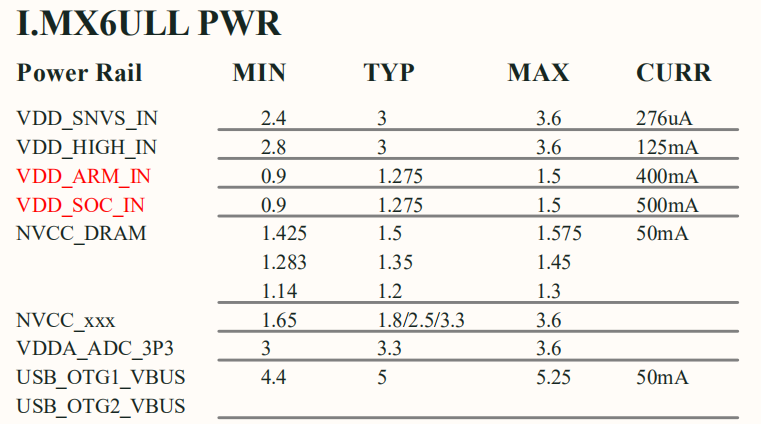 I.MX6ULL PWR
Power Rail MIN TYP MAX CURR
VDD_SNVS_IN 2.4 3 3.6 276uA
VDD_HIGH_IN 2.8 3 3.6 125mA
VDD_ARM_IN 0.9 1.275 1.5 400mA
VDD_SOC_IN 0.9 1.275 1.5 500mA
NVCC_DRAM 1.425 1.5 1.575 50mA
1.283 1.35 1.45
1.14 1.2 1.3
NVCC_xxx 1.65 1.8/2.5/3.3 3.6
VDDA_ADC_3P3 3 3.3 3.6
USB_OTG1_VBUS 4.4 5 5.25 50mA
USB_OTG2_VBUS